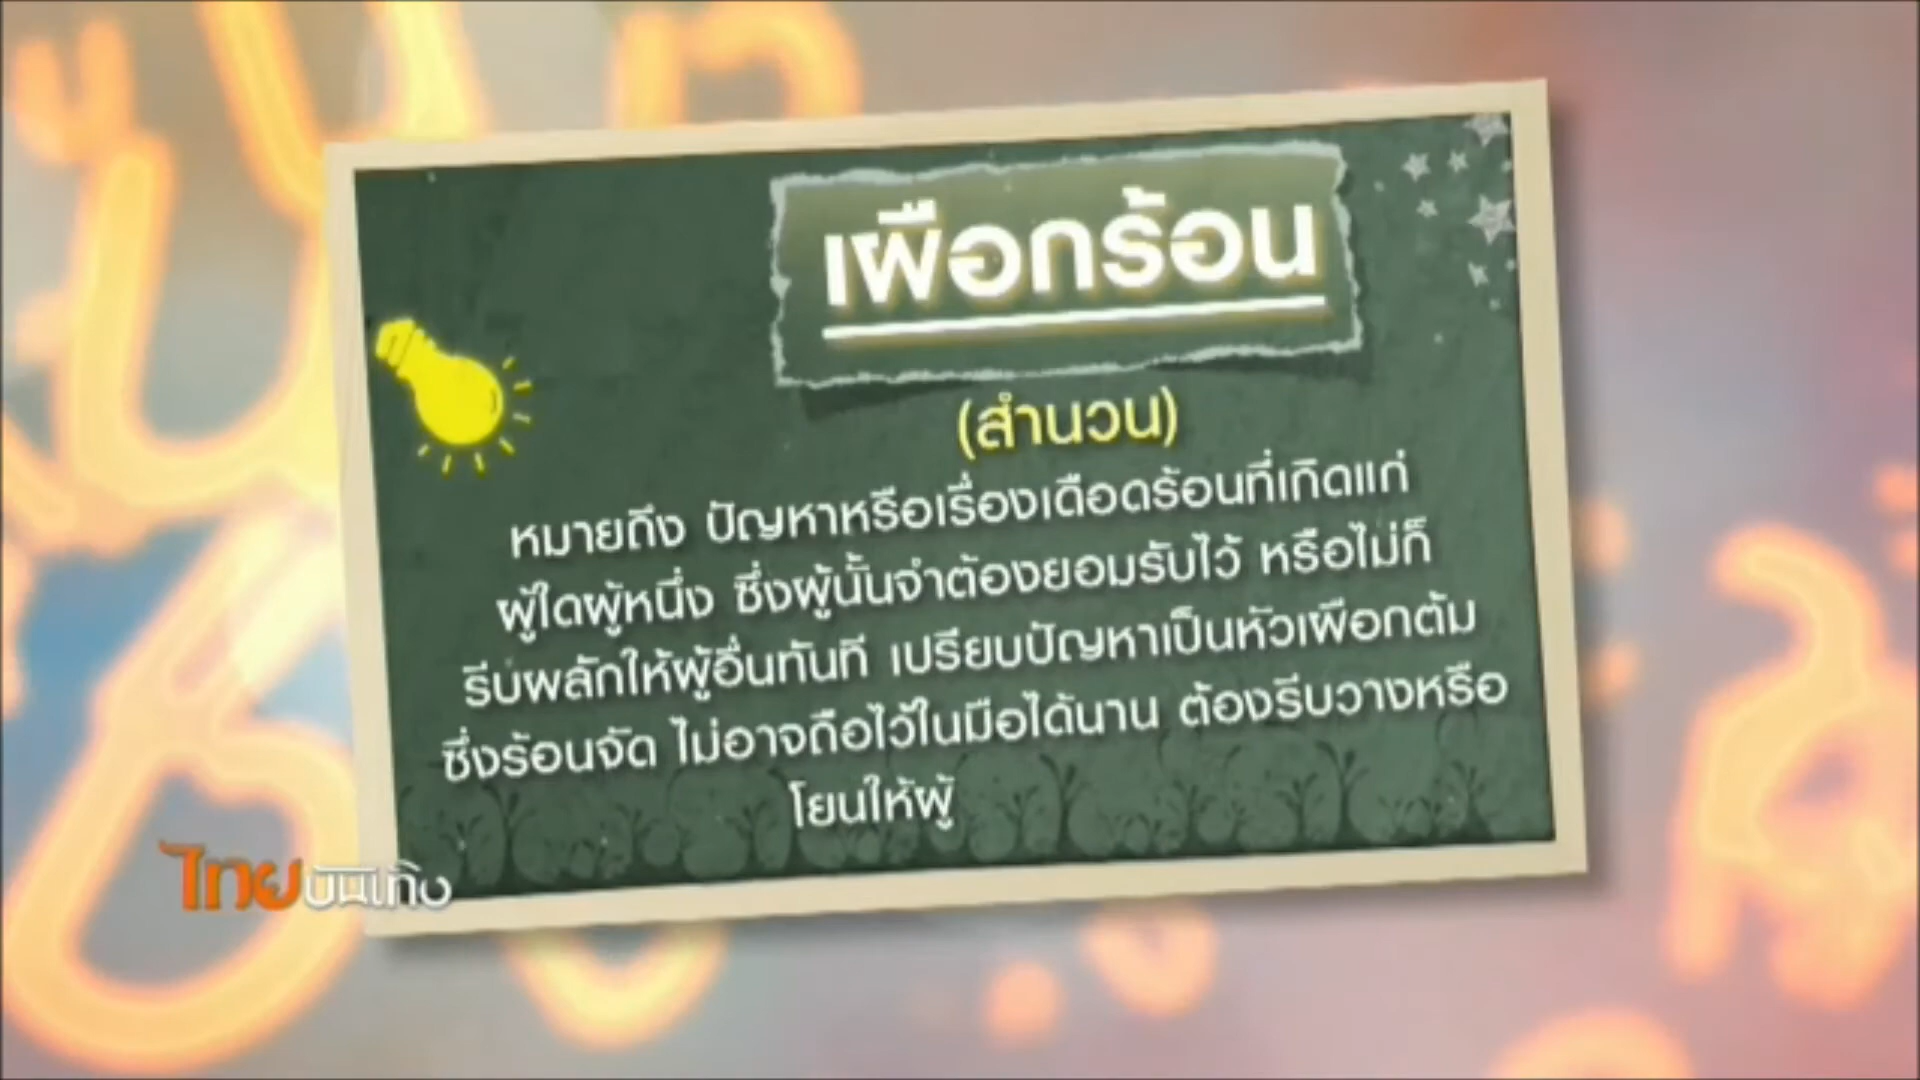 เผือกร้อน
(สำนวน)
หมายถึง ปัญหาหรือเรื่องเดือดร้อนที่เกิดแก่
ผู้ใดผู้หนึ่ง ซึ่งผู้นั้นจำต้องยอมรับไว้ หรือไม่ก็
รีบผลักให้ผู้อื่นทันที เปรียบปัญหาเป็นหัวเผือกต้ม
ซึ่งร้อนจัด ไม่อาจถือไว้ในมือได้นาน ต้องรีบวางหรือ
โยนให้ผู้
ไทยบันเทิง